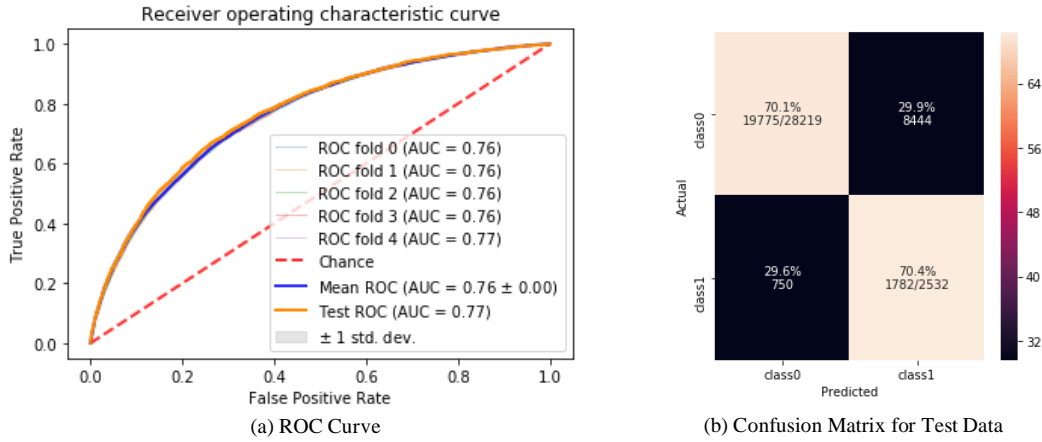 Receiver operating characteristic curve
True Positive Rate
1.0
0.8
0.6
0.4
0.2
0.0
ROC fold 0 (AUC = 0.76)
ROC fold 1 (AUC = 0.76)
ROC fold 2 (AUC = 0.76)
ROC fold 3 (AUC = 0.76)
ROC fold 4 (AUC = 0.77)
Chance
Mean ROC (AUC = 0.76 ± 0.00)
Test ROC (AUC = 0.77)
± 1 std. dev.
0.0 0.2 0.4 0.6 0.8 1.0
False Positive Rate
(a) ROC Curve
Actual
class0
class1
70.1%
19775/28219
29.9%
8444
29.6%
750
70.4%
1782/2532
class0 class1
Predicted
64
56
48
40
32
(b) Confusion Matrix for Test Data